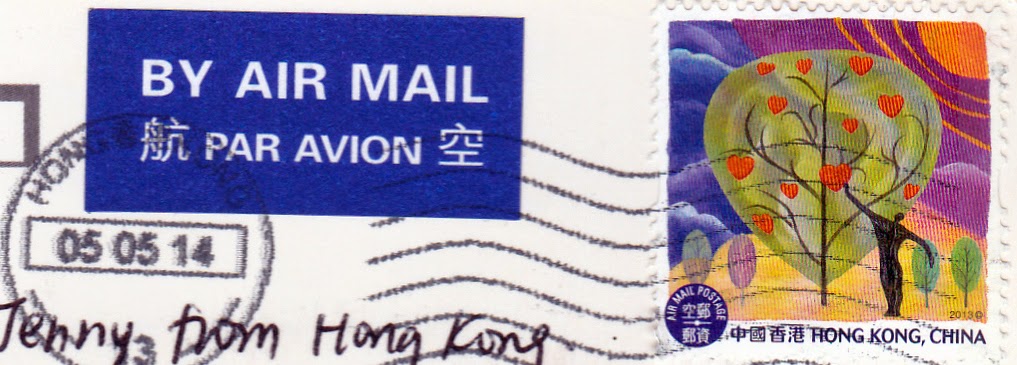 BY AIR MAIL
航 PAR AVION 空
HONG KONG
05 05 14
3
Jenny, from Hong Kong
AIR MAIL POSTAGE
空郵
郵資
2013©
中國香港 HONG KONG, CHINA